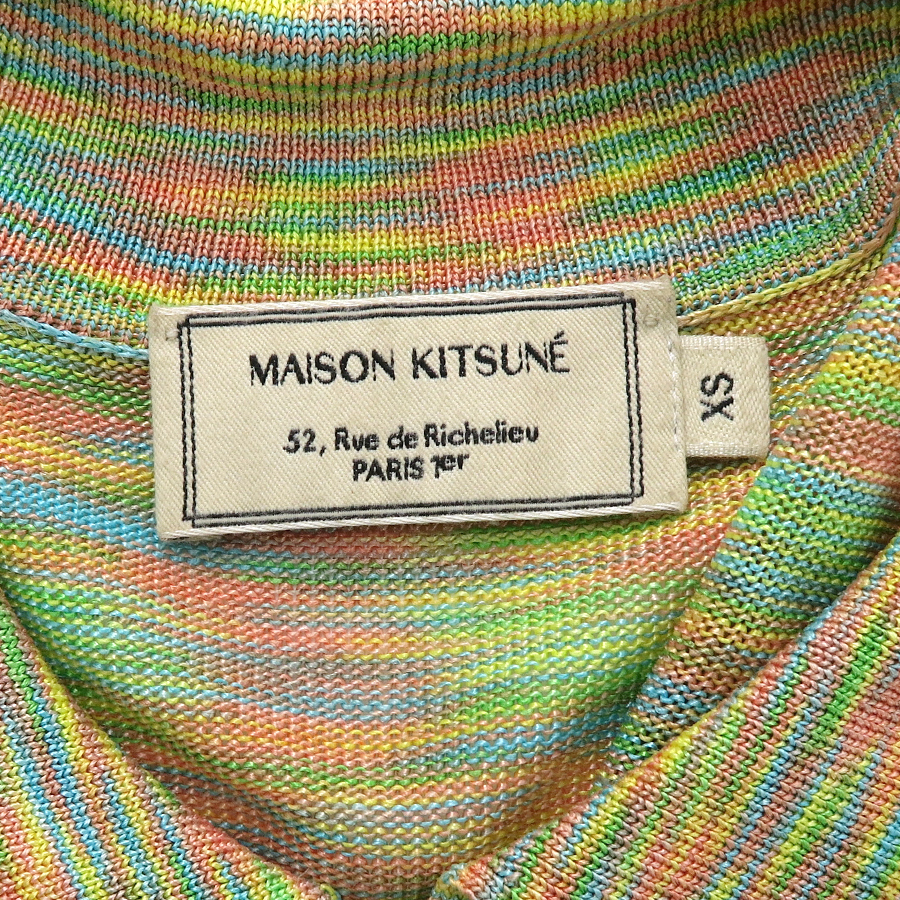 MAISON KITSUNÉ
52, Rue de Richelieu
PARIS 1er
XS